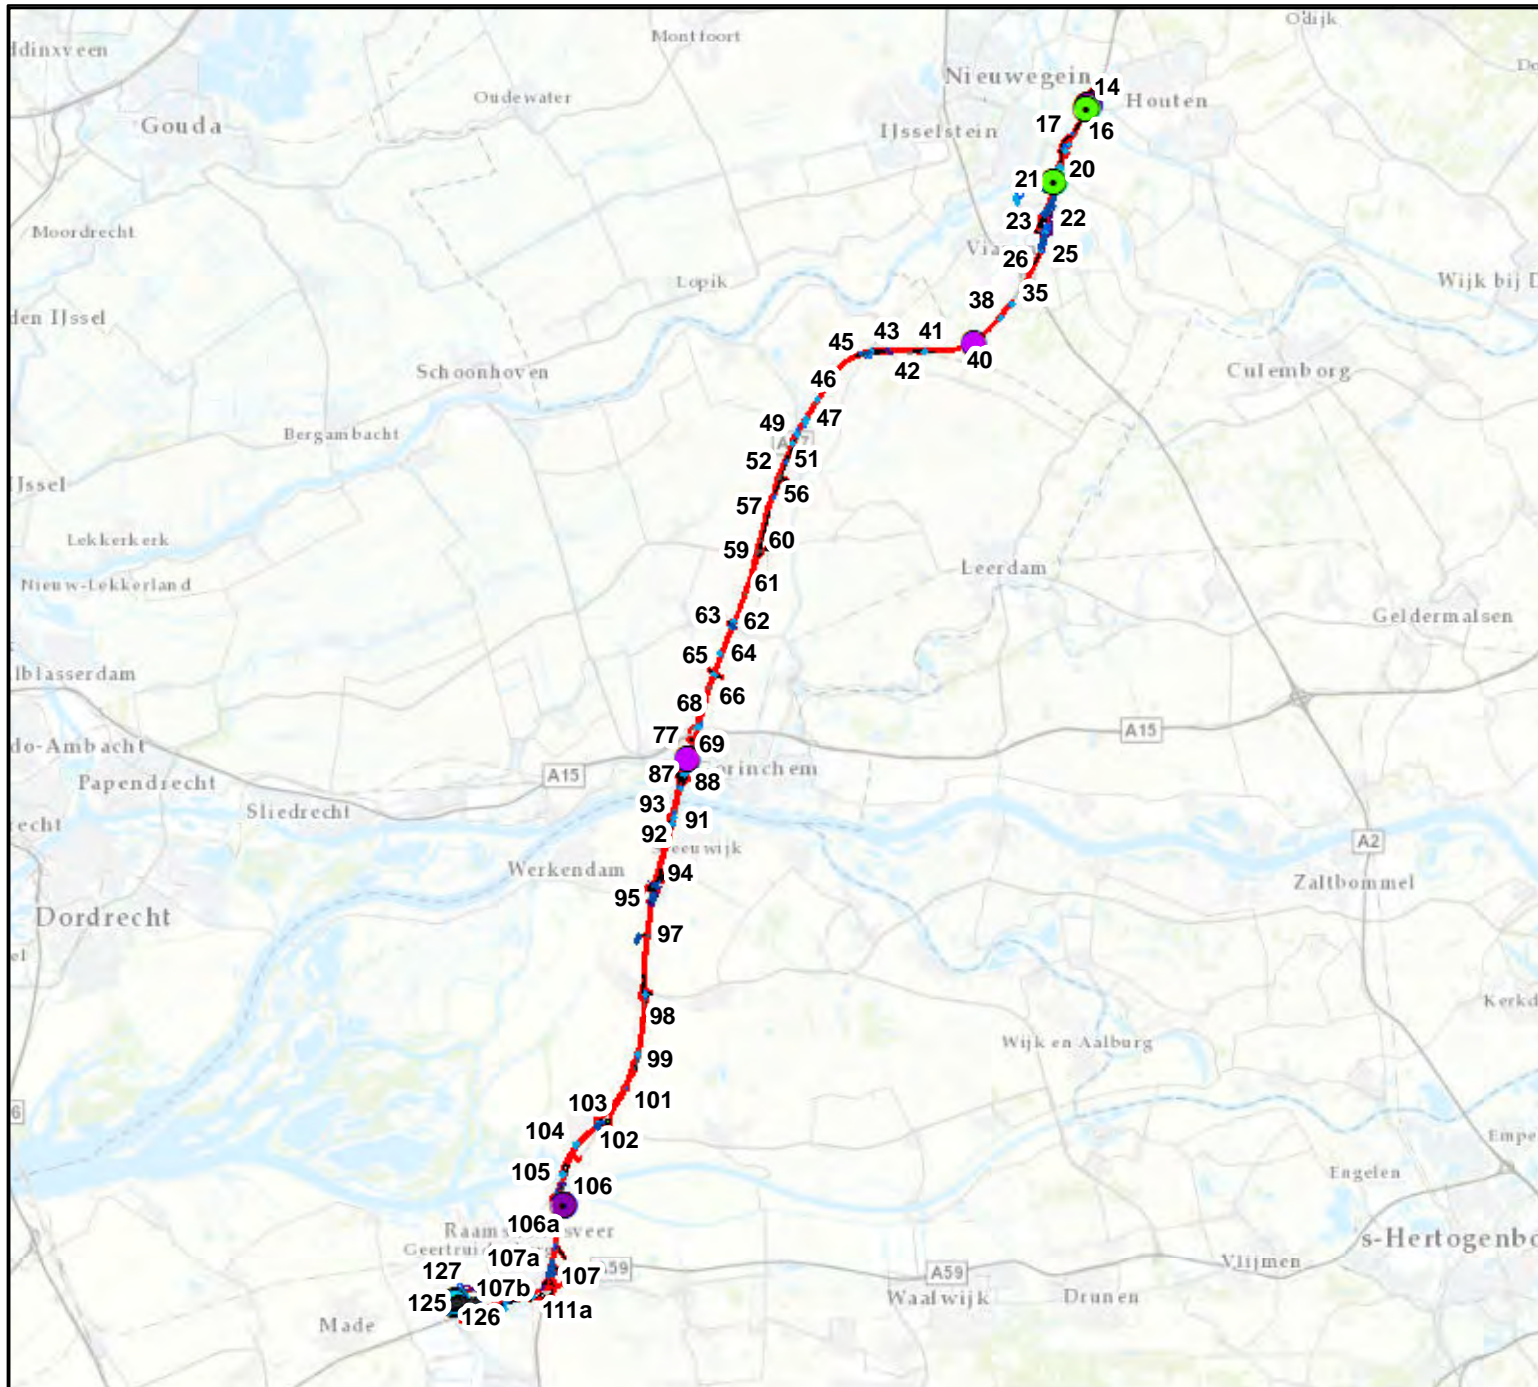 Odijk
Montfoort
ddinxveen
Nieuwegein
14
Oudewater
Houten
Gouda
IJsselstein
17
16
20
21
23
22
Moordrecht
26
25
Lopik
Wijk bij D
38
35
den IJssel
45
43
41
40
42
Schoonhoven
Culemborg
46
47
49
Bergambacht
52
51
IJssel
56
57
Lekkerkerk
59
60
Leerdam
Nieuw-Lekkerland
61
63
62
Geldermalsen
65
64
lblasserdam
66
68
A15
77
69
do-Ambacht
A15
87
88
orinchem
Papendrecht
93
91
Sliedrecht
recht
92
A2
Werkendam
94
95
Zaltbommel
Dordrecht
97
98
Kerkd
Wijk en Aalburg
99
101
103
102
104
Empe
105
106
Engelen
106a
's-Hertogenbo
107a
Vlijmen
127
107b
107
A59
A59
125
126
111a
Waalwijk
Drunen
Made